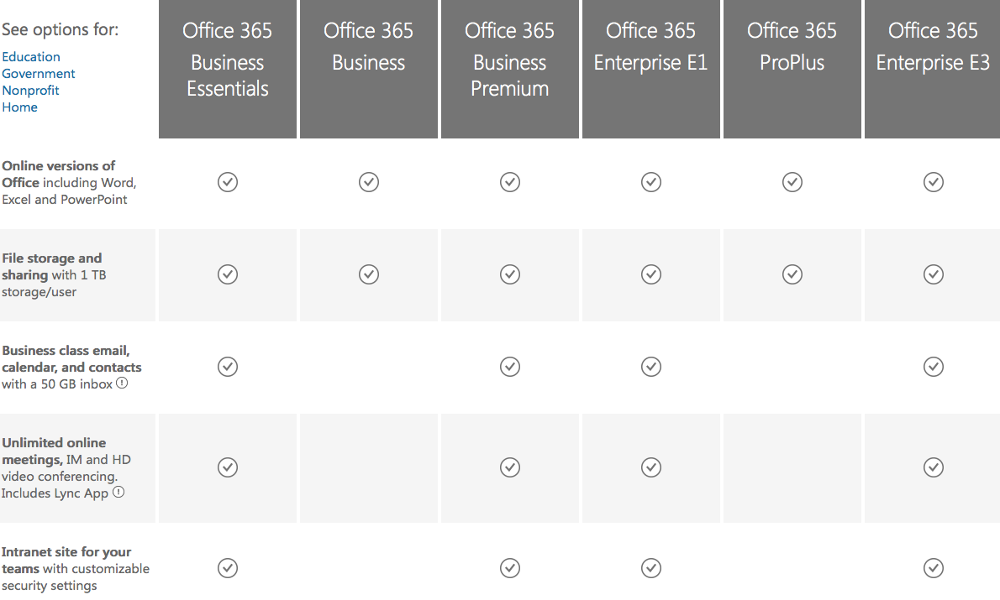 See options for:
Education
Government
Nonprofit
Home
Office 365
Business
Essentials
Office 365
Business
Office 365
Business
Premium
Office 365
Enterprise E1
Office 365
ProPlus
Office 365
Enterprise E3
Online versions of
Office including Word,
Excel and PowerPoint
File storage and
sharing with 1 TB
storage/user
Business class email,
calendar, and contacts
with a 50 GB inbox
Unlimited online
meetings, IM and HD
video conferencing.
Includes Lync App
Intranet site for your
teams with customizable
security settings